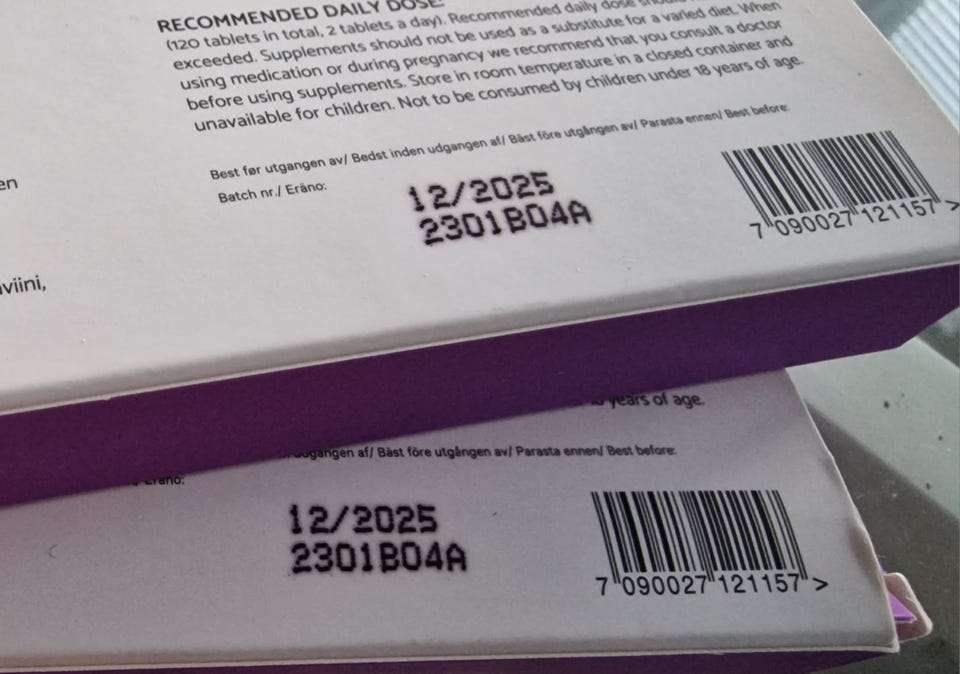 RECOMMENDED DAILY DOSE:
(120 tablets in total, 2 tablets a day). Recommended daily dose
exceeded. Supplements should not be used as a substitute for a varied diet. When
using medication or during pregnancy we recommend that you consult a doctor
before using supplements. Store in room temperature in a closed container and
unavailable for children. Not to be consumed by children under 18 years of age.
Best før utgangen av/ Bedst inden udgangen af/ Bäst före utgången av/ Parasta ennen/ Best before:
Batch nr./ Eräno:
12/2025
2301B04A
7 090027 121157 >
en
viini,
years of age.
af/ Bäst före utgången av/ Parasta ennen/ Best before:
12/2025
2301B04A
7 090027 121157 >